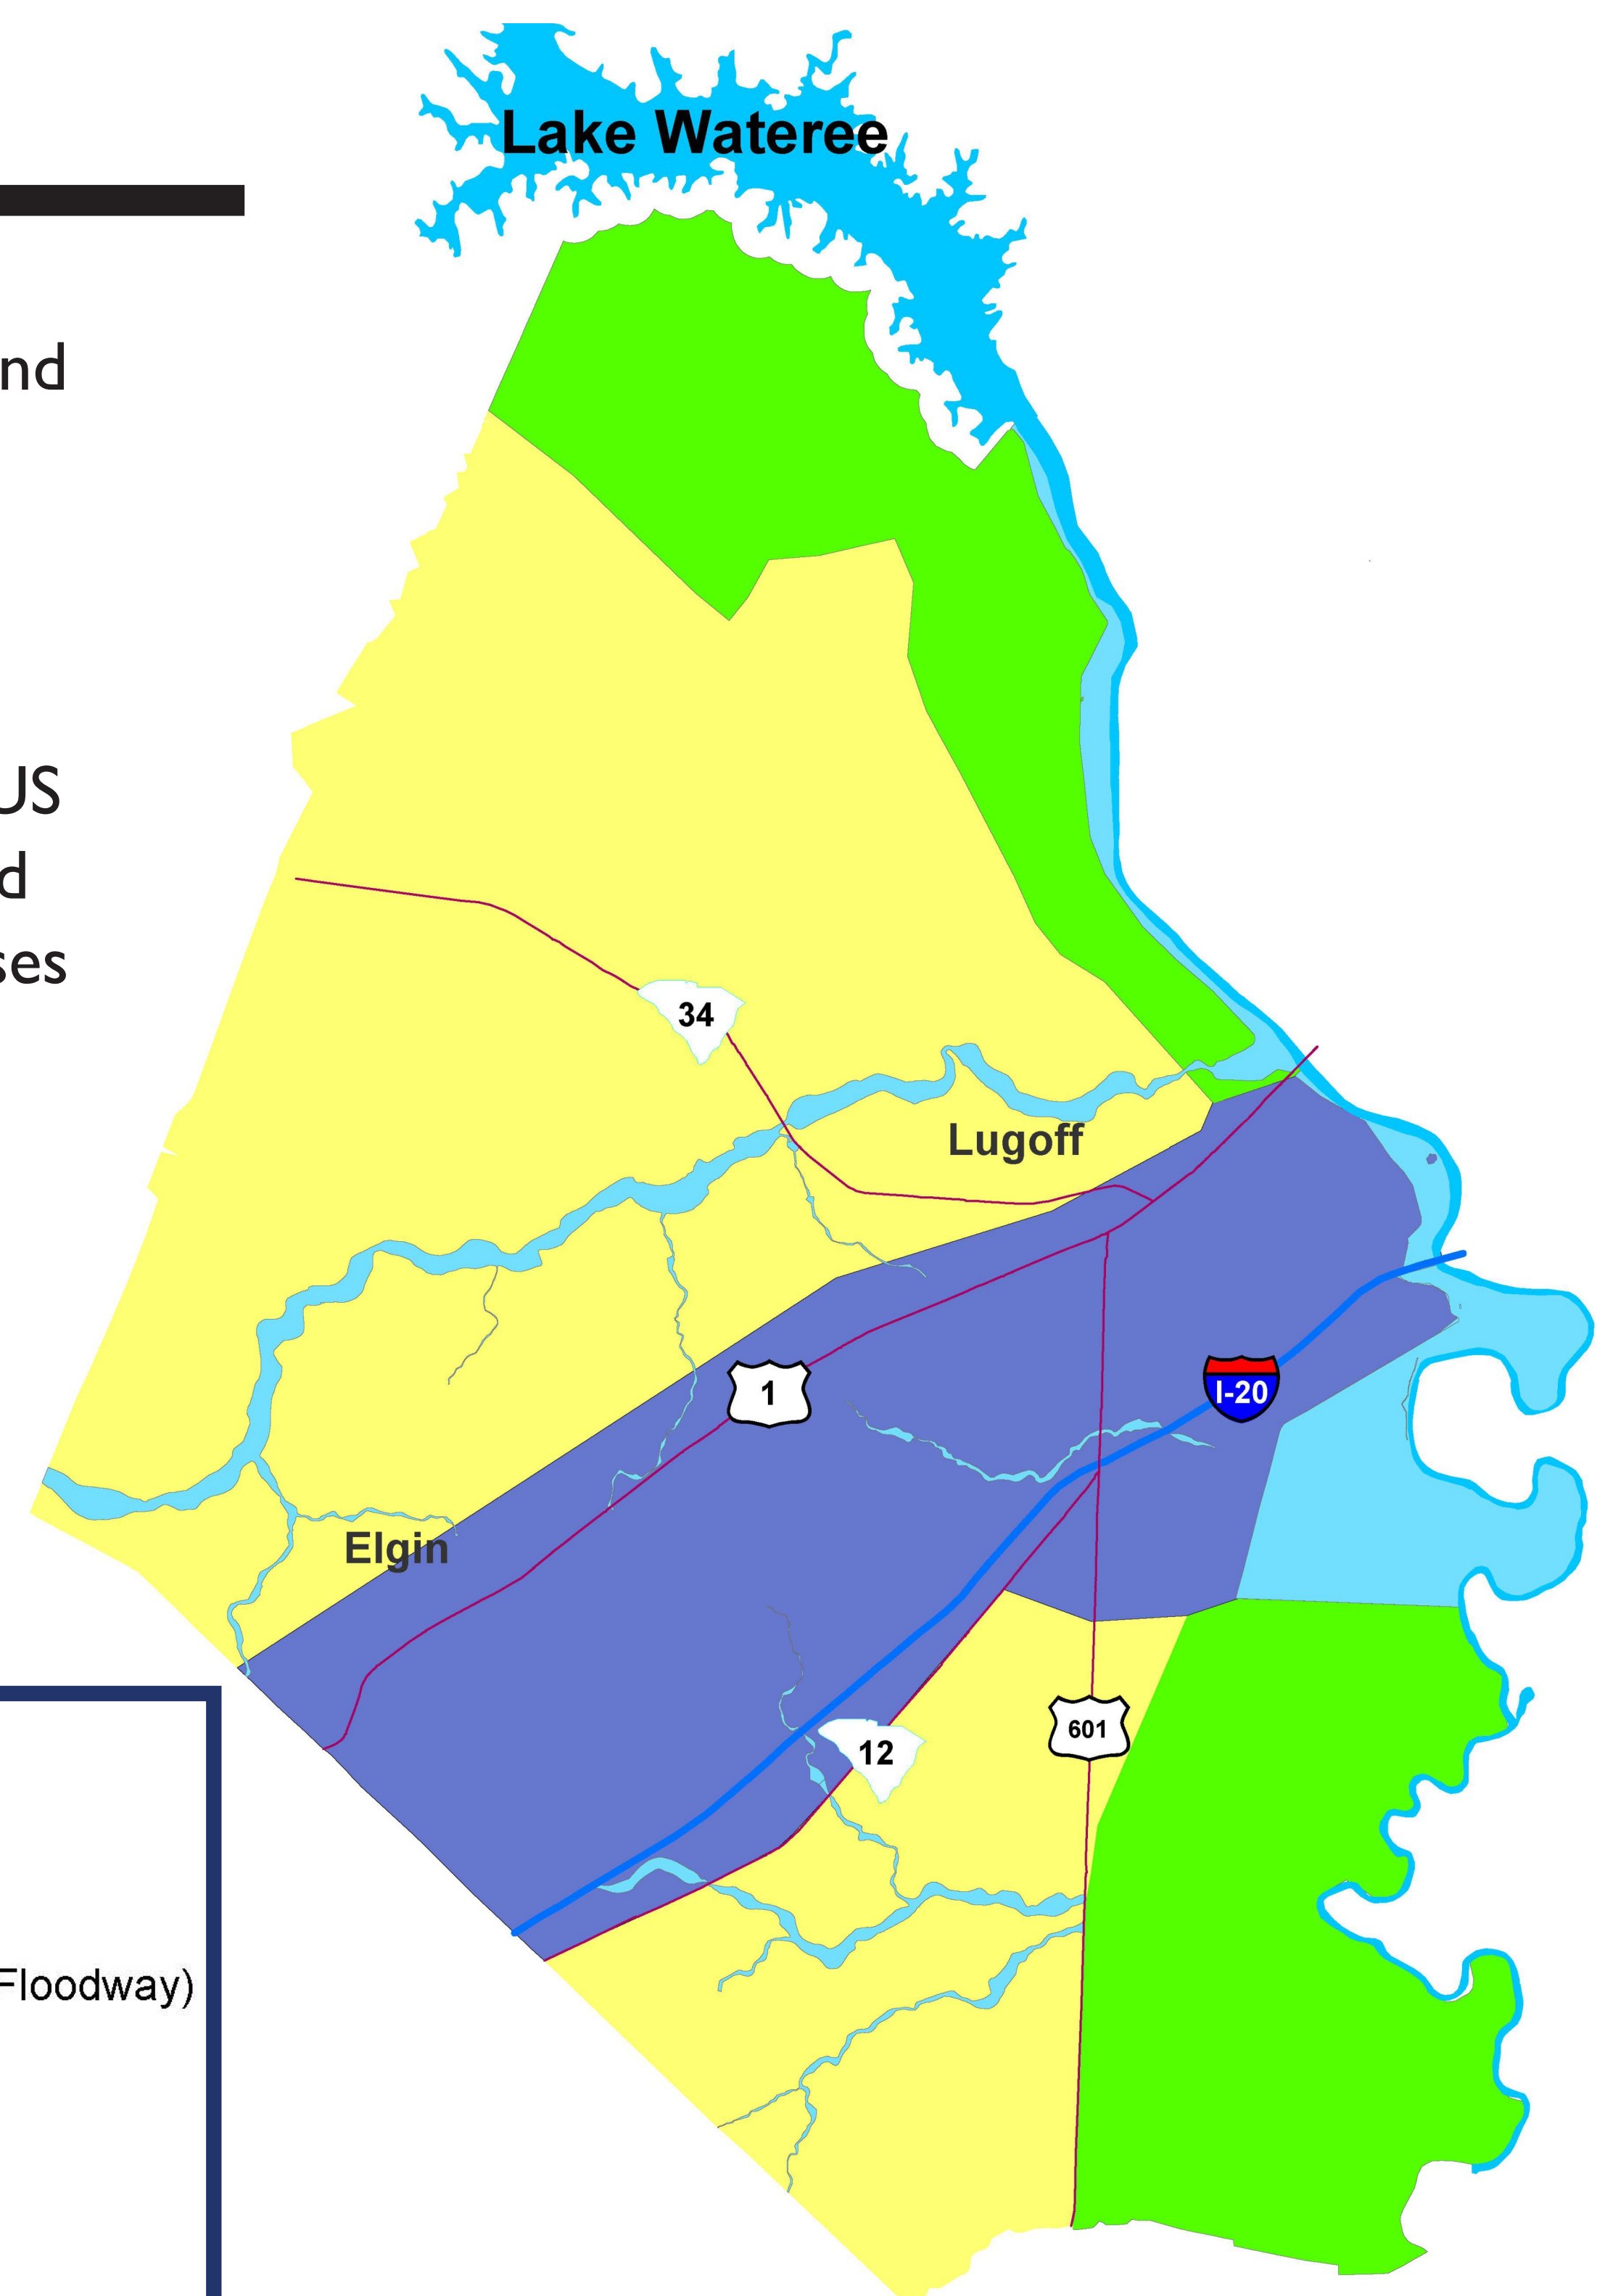 Lake Wateree
nd
US
d
ses
34
Lugoff
1
I-20
Elgin
601
12
Floodway)